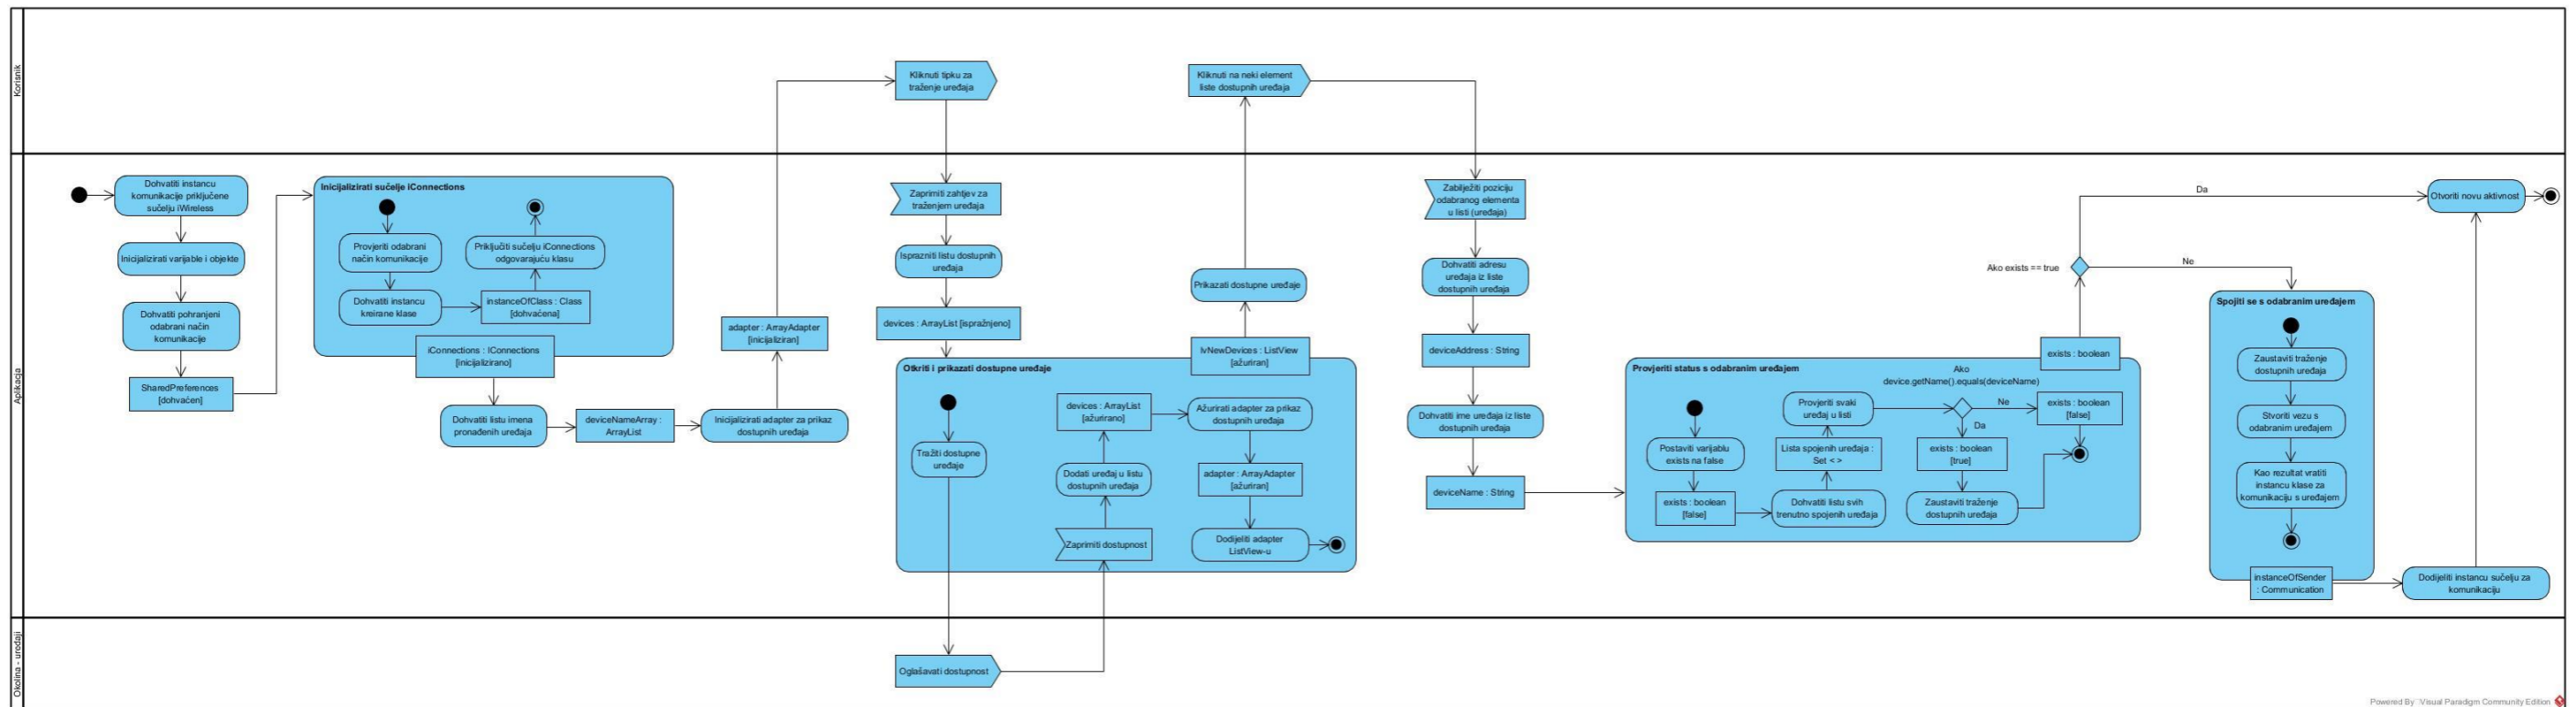 Korisnik
Kliknuti tipku za
traženje uređaja
Kliknuti na neki element
liste dostupnih uređaja
Aplikacija
Dohvatiti instancu
komunikacije priključene
sučelju iWireless
Inicijalizirati varijable i objekte
Dohvatiti pohranjeni
odabrani način
komunikacije
SharedPreferences
[dohvaćen]
Inicijalizirati sučelje iConnections
Provjeriti odabrani
način komunikacije
Dohvatiti instancu
kreirane klase
instanceOfClass : Class
[dohvaćena]
Priključiti sučelju iConnections
odgovarajuću klasu
iConnections : IConnections
[inicijalizirano]
Dohvatiti listu imena
pronađenih uređaja
deviceNameArray :
ArrayList
Inicijalizirati adapter za prikaz
dostupnih uređaja
adapter : ArrayAdapter
[inicijaliziran]
Zaprimiti zahtjev za
traženjem uređaja
Isprazniti listu dostupnih
uređaja
devices : ArrayList [ispražnjeno]
Otkriti i prikazati dostupne uređaje
Tražiti dostupne
uređaje
Zaprimiti dostupnost
Dodati uređaj u listu
dostupnih uređaja
devices : ArrayList
[ažurirano]
Ažurirati adapter za prikaz
dostupnih uređaja
adapter : ArrayAdapter
[ažuriran]
Dodijeliti adapter
ListView-u
lvNewDevices : ListView
[ažuriran]
Prikazati dostupne uređaje
Zabilježiti poziciju
odabranog elementa
u listi (uređaja)
Dohvatiti adresu
uređaja iz liste
dostupnih uređaja
deviceAddress : String
Dohvatiti ime uređaja iz liste
dostupnih uređaja
deviceName : String
Provjeriti status s odabranim uređajem
Postaviti varijablu
exists na false
exists : boolean
[false]
Dohvatiti listu svih
trenutno spojenih uređaja
Lista spojenih uređaja :
Set < >
Provjeriti svaki
uređaj u listi
Ako
device.getName().equals(deviceName)
Ne
exists : boolean
[false]
Da
exists : boolean
[true]
Zaustaviti traženje
dostupnih uređaja
exists : boolean
Ako exists == true
Da
Ne
Spojiti se s odabranim uređajem
Zaustaviti traženje
dostupnih uređaja
Stvoriti vezu s
odabranim uređajem
Kao rezultat vratiti
instancu klase za
komunikaciju s uređajem
instanceOfSender
: Communication
Dodijeliti instancu sučelju za
komunikaciju
Otvoriti novu aktivnost
Okolina - uređaji
Oglašavati dostupnost
Powered By Visual Paradigm Community Edition